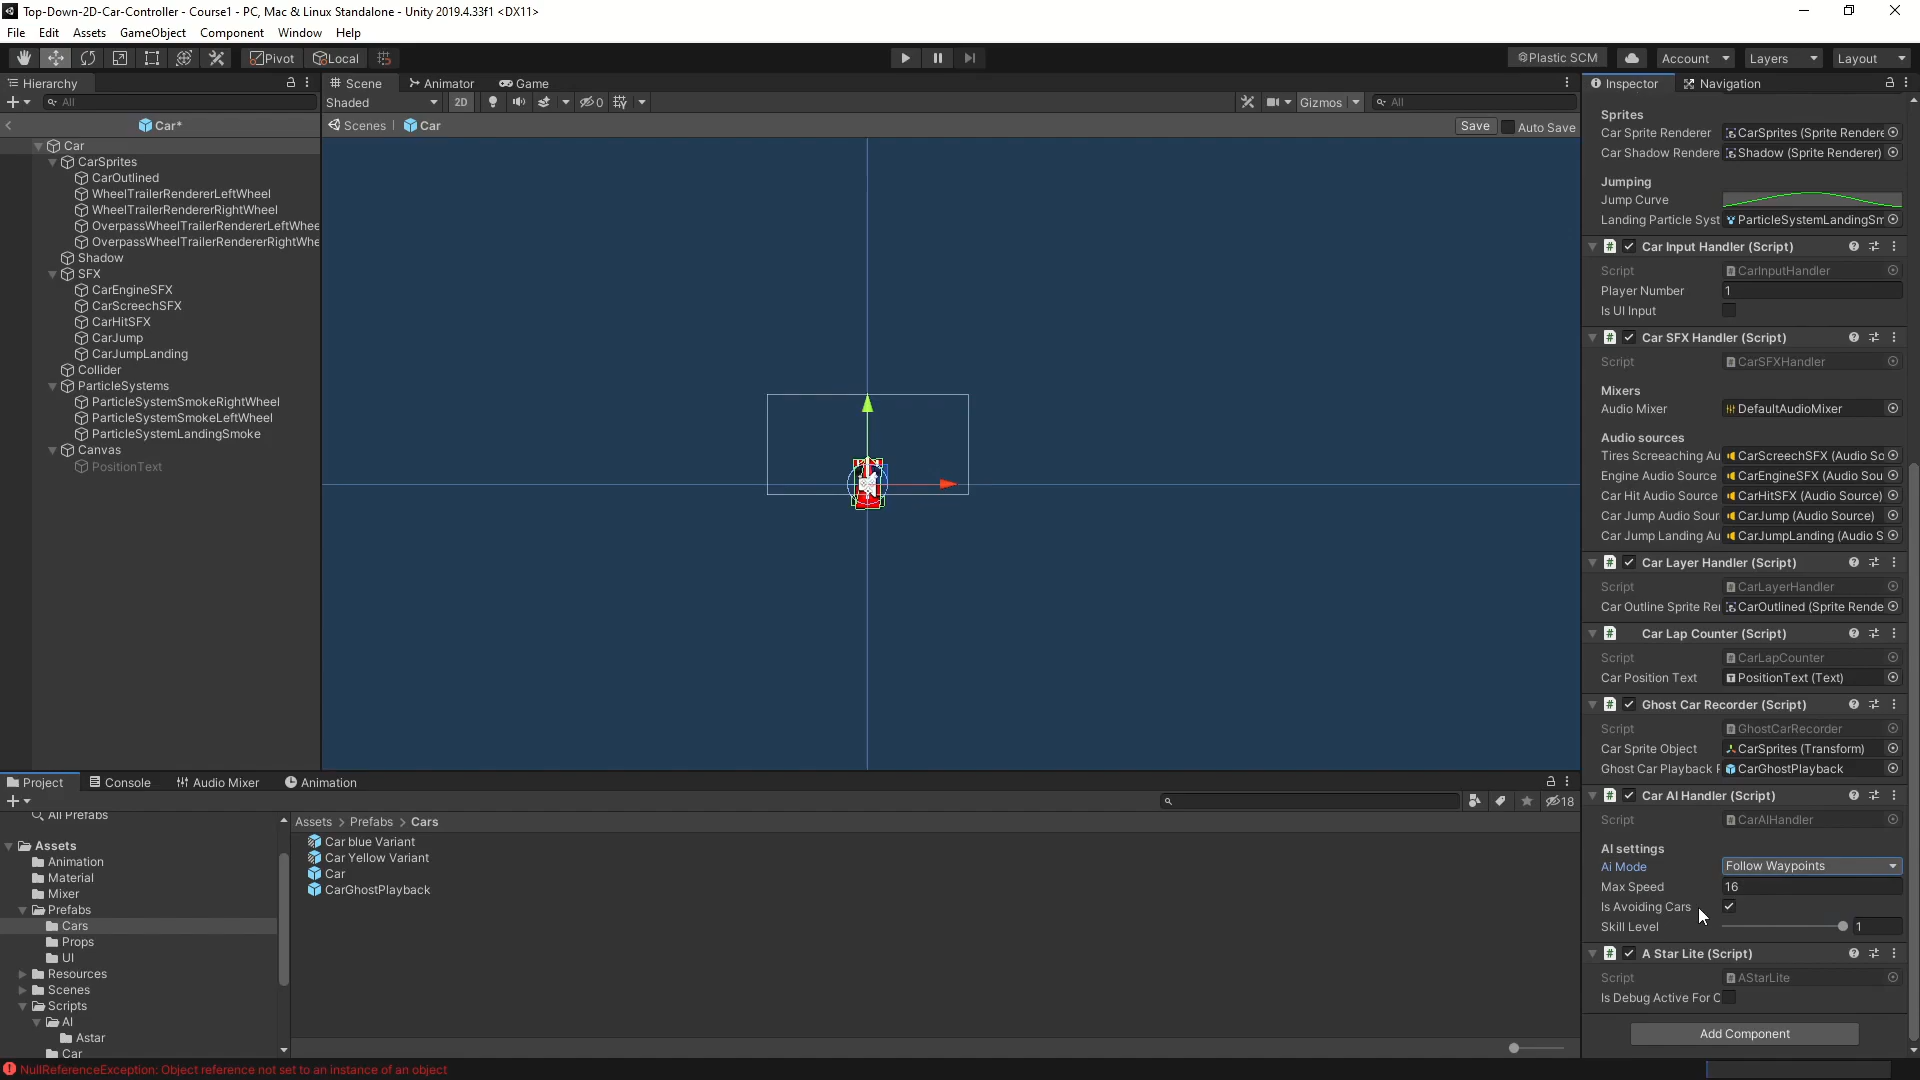 Top-Down-2D-Car-Controller - Course1 - PC, Mac & Linux Standalone - Unity 2019.4.33f1 <DX11>
File Edit Assets GameObject Component Window Help
Pivot Local Plastic SCM Account Layers Layout
Hierarchy
All
Car*
Car
CarSprites
CarOutlined
WheelTrailerRendererLeftWheel
WheelTrailerRendererRightWheel
OverpassWheelTrailerRendererLeftWhee
OverpassWheelTrailerRendererRightWhe
Shadow
SFX
CarEngineSFX
CarScreechSFX
CarHitSFX
CarJump
CarJumpLanding
Collider
ParticleSystems
ParticleSystemSmokeRightWheel
ParticleSystemSmokeLeftWheel
ParticleSystemLandingSmoke
Canvas
PositionText
Scene Animator Game
Shaded 2D 0 Gizmos All
Scenes Car Save Auto Save
Inspector Navigation
Sprites
Car Sprite Renderer CarSprites (Sprite Rendere
Car Shadow Rendere Shadow (Sprite Renderer)
Jumping
Jump Curve
Landing Particle Syst ParticleSystemLandingSm
Car Input Handler (Script)
Script CarInputHandler
Player Number 1
Is UI Input
Car SFX Handler (Script)
Script CarSFXHandler
Mixers
Audio Mixer DefaultAudioMixer
Audio sources
Tires Screeaching Au CarScreechSFX (Audio So
Engine Audio Source CarEngineSFX (Audio Sou
Car Hit Audio Source CarHitSFX (Audio Source)
Car Jump Audio Sour CarJump (Audio Source)
Car Jump Landing Au CarJumpLanding (Audio S
Car Layer Handler (Script)
Script CarLayerHandler
Car Outline Sprite Rei CarOutlined (Sprite Rende
Car Lap Counter (Script)
Script CarLapCounter
Car Position Text PositionText (Text)
Ghost Car Recorder (Script)
Script GhostCarRecorder
Car Sprite Object CarSprites (Transform)
Ghost Car Playback F CarGhostPlayback
Car AI Handler (Script)
Script CarAIHandler
AI settings
Ai Mode Follow Waypoints
Max Speed 16
Is Avoiding Cars
Skill Level 1
A Star Lite (Script)
Script AStarLite
Is Debug Active For C
Add Component
Project Console Audio Mixer Animation
18
All Prefabs
Assets
Animation
Material
Mixer
Prefabs
Cars
Props
UI
Resources
Scenes
Scripts
AI
Astar
Car
Assets > Prefabs > Cars
Car blue Variant
Car Yellow Variant
Car
CarGhostPlayback
NullReferenceException: Object reference not set to an instance of an object